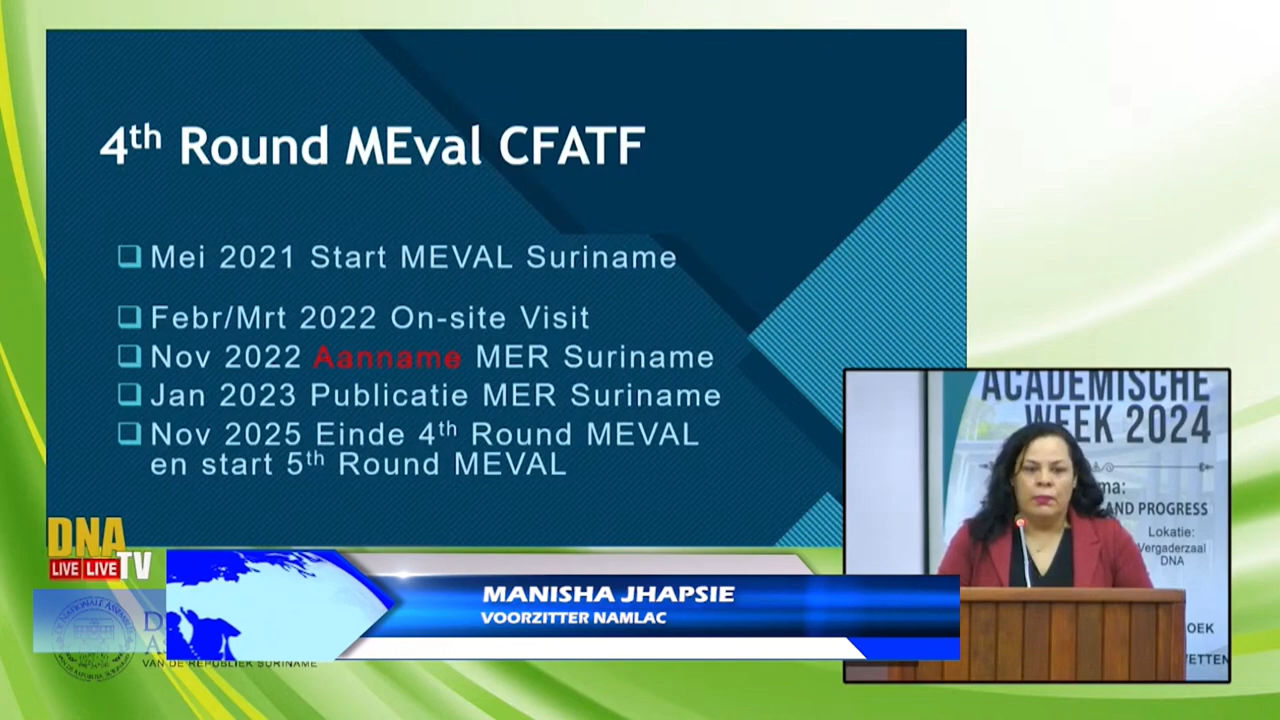 4th Round MEval CFATF
❑ Mei 2021 Start MEVAL Suriname
❑ Febr/Mrt 2022 On-site Visit
❑ Nov 2022 Aanname MER Suriname
❑ Jan 2023 Publicatie MER Suriname
❑ Nov 2025 Einde 4th Round MEVAL
en start 5th Round MEVAL
ACADEMISCHE
WEEK 2024
AND PROGRESS
Lokatie:
Vergaderzaal
DNA
DNA
LIVE LIVE TV
MANISHA JHAPSIE
VOORZITTER NAMLAC
VAN DE REPUBLIEK SURINAME